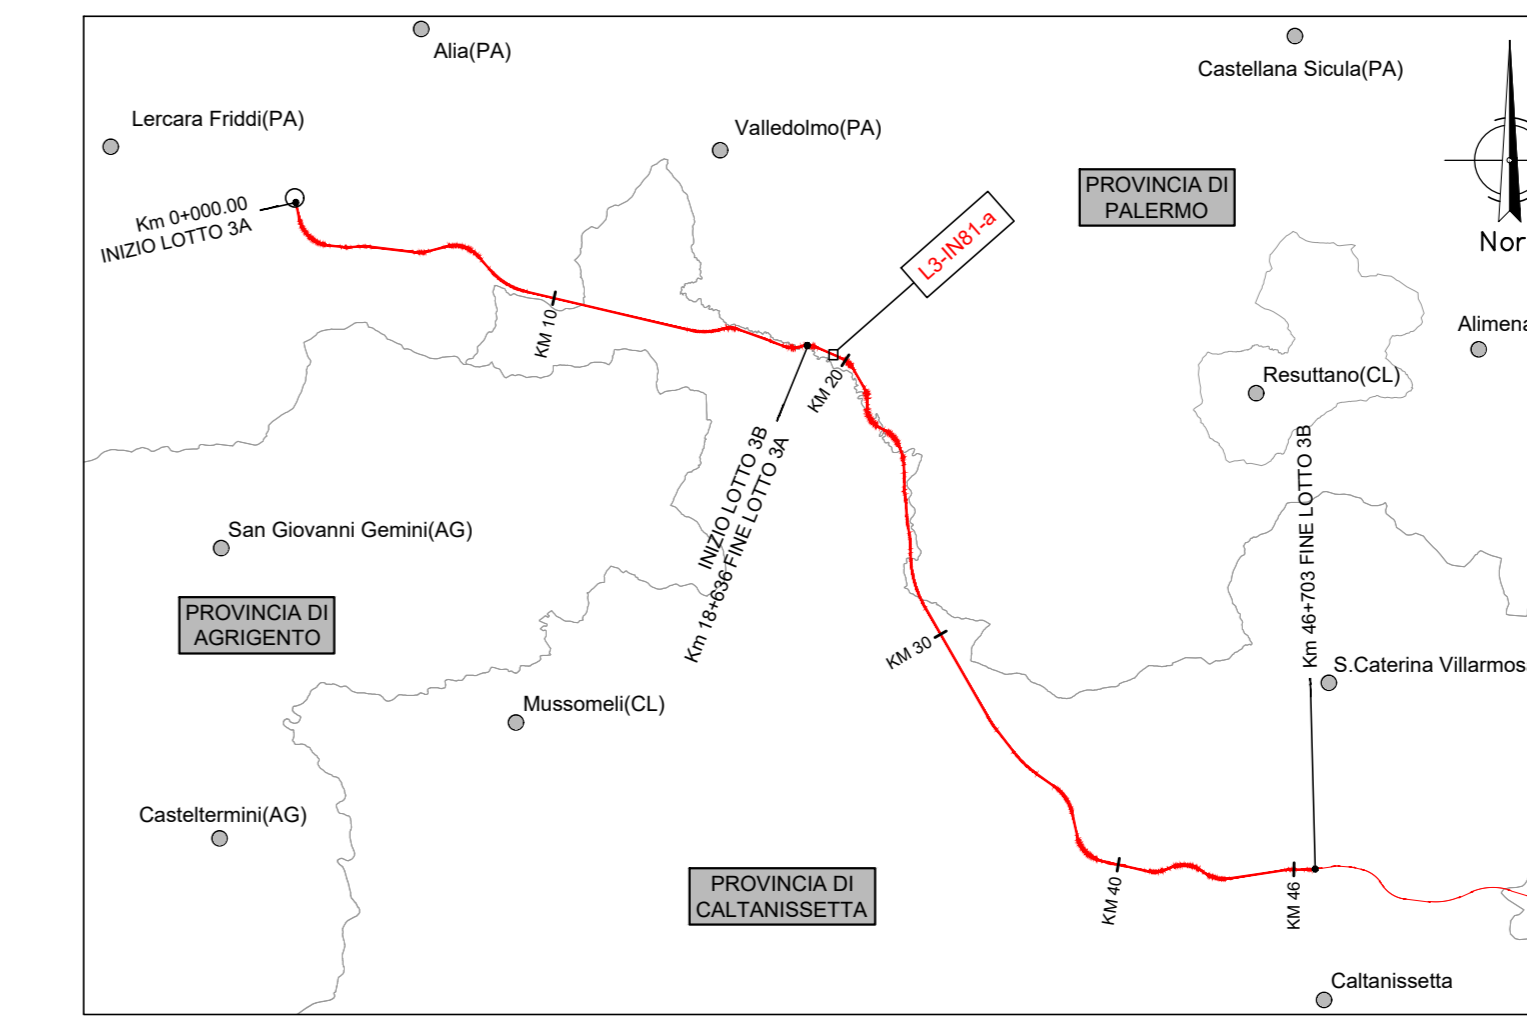 Alia(PA)
Castellana Sicula(PA)
Lercara Friddi(PA)
Valledolmo(PA)
PROVINCIA DI
PALERMO
Km 0+000.00
INIZIO LOTTO 3A
L3-IN81-a
Nor
KM 10
Alimena
KM 20
Resuttano(CL)
INIZIO LOTTO 3B
Km 18+636 FINE LOTTO 3A
Km 46+703 FINE LOTTO 3B
San Giovanni Gemini(AG)
PROVINCIA DI
AGRIGENTO
KM 30
S.Caterina Villarmos
Mussomeli(CL)
Casteltermini(AG)
PROVINCIA DI
CALTANISSETTA
KM 40
KM 46
Caltanissetta